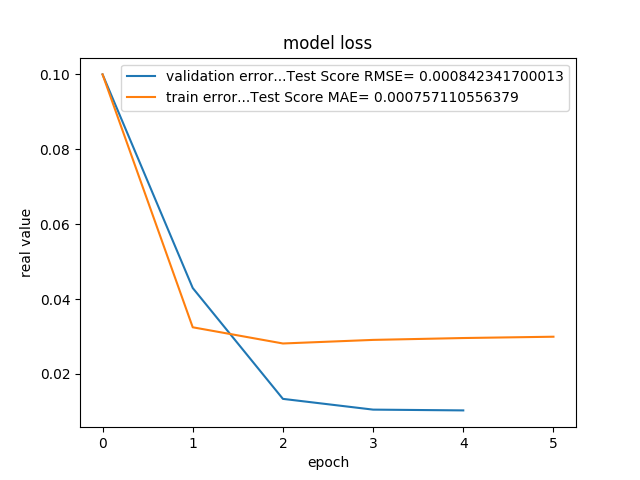 model loss
validation error...Test Score RMSE= 0.000842341700013
train error...Test Score MAE= 0.000757110556379
0.10
0.08
0.06
0.04
0.02
real value
0 1 2 3 4 5
epoch